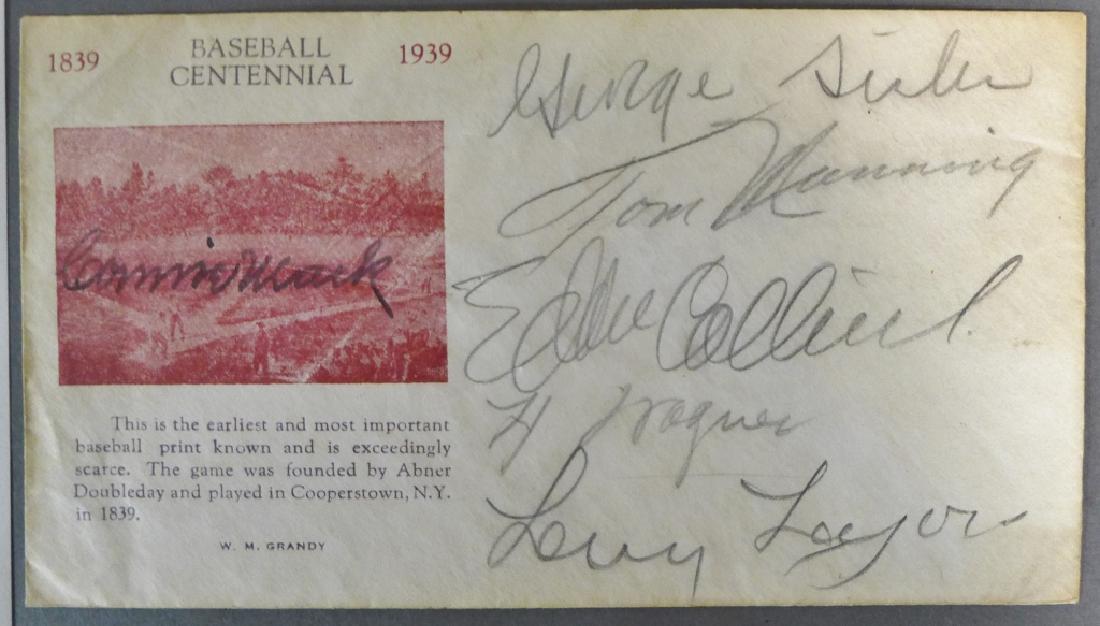 1839 BASEBALL CENTENNIAL 1939
Connie Mack
This is the earliest and most important
baseball print known and is exceedingly
scarce. The game was founded by Abner
Doubleday and played in Cooperstown, N.Y.
in 1839.
W. M. GRANDY
George Sisler
Tom Manning
Eddie Collins
H Wagner